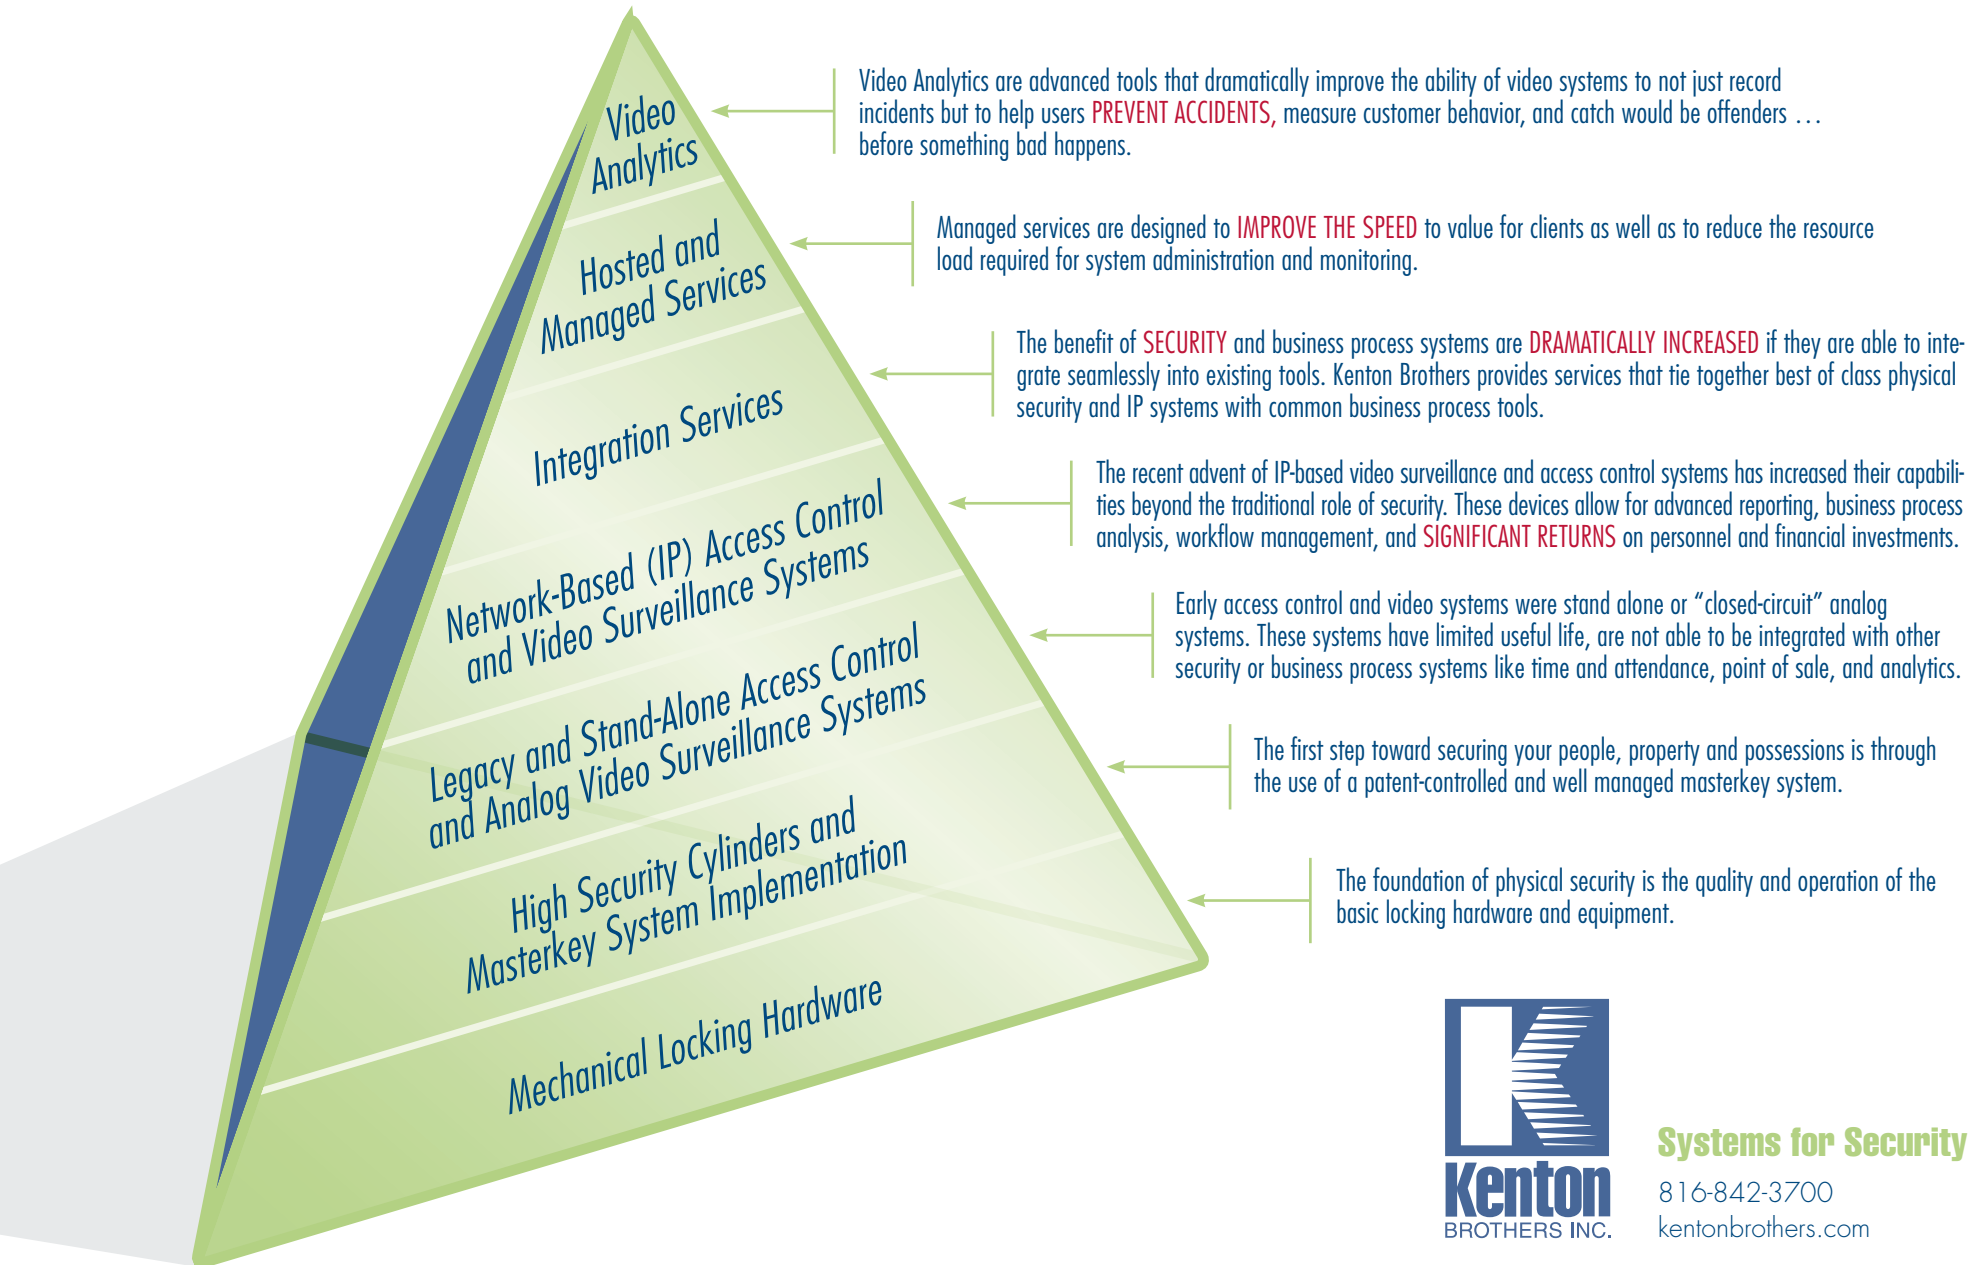 Video
Analytics
Video Analytics are advanced tools that dramatically improve the ability of video systems to not just record
incidents but to help users PREVENT ACCIDENTS, measure customer behavior, and catch would be offenders ...
before something bad happens.
Hosted and
Managed Services
Managed services are designed to IMPROVE THE SPEED to value for clients as well as to reduce the resource
load required for system administration and monitoring.
Integration Services
The benefit of SECURITY and business process systems are DRAMATICALLY INCREASED if they are able to inte-
grate seamlessly into existing tools. Kenton Brothers provides services that tie together best of class physical
security and IP systems with common business process tools.
Network-Based (IP) Access Control
and Video Surveillance Systems
The recent advent of IP-based video surveillance and access control systems has increased their capabili-
ties beyond the traditional role of security. These devices allow for advanced reporting, business process
analysis, workflow management, and SIGNIFICANT RETURNS on personnel and financial investments.
Legacy and Stand-Alone Access Control
and Analog Video Surveillance Systems
Early access control and video systems were stand alone or “closed-circuit” analog
systems. These systems have limited useful life, are not able to be integrated with other
security or business process systems like time and attendance, point of sale, and analytics.
High Security Cylinders and
Masterkey System Implementation
The first step toward securing your people, property and possessions is through
the use of a patent-controlled and well managed masterkey system.
Mechanical Locking Hardware
The foundation of physical security is the quality and operation of the
basic locking hardware and equipment.
K
Kenton
BROTHERS INC.
Systems for Security
816-842-3700
kentonbrothers.com